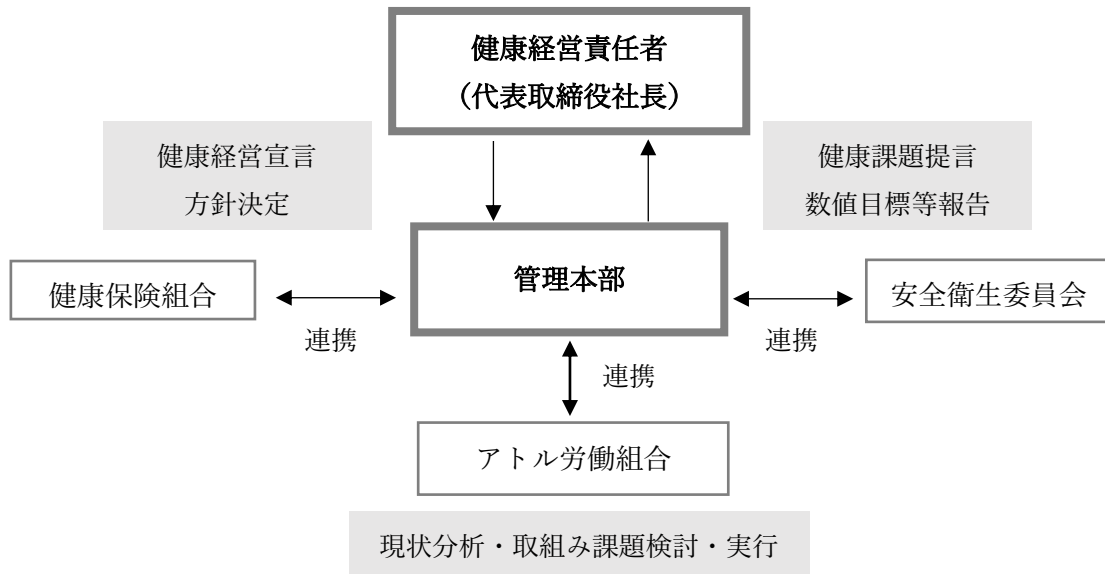 健康経営責任者
（代表取締役社長）
健康経営宣言
方針決定
健康課題提言
数値目標等報告
管理本部
健康保険組合
安全衛生委員会
連携
連携
連携
アトル労働組合
現状分析・取組み課題検討・実行